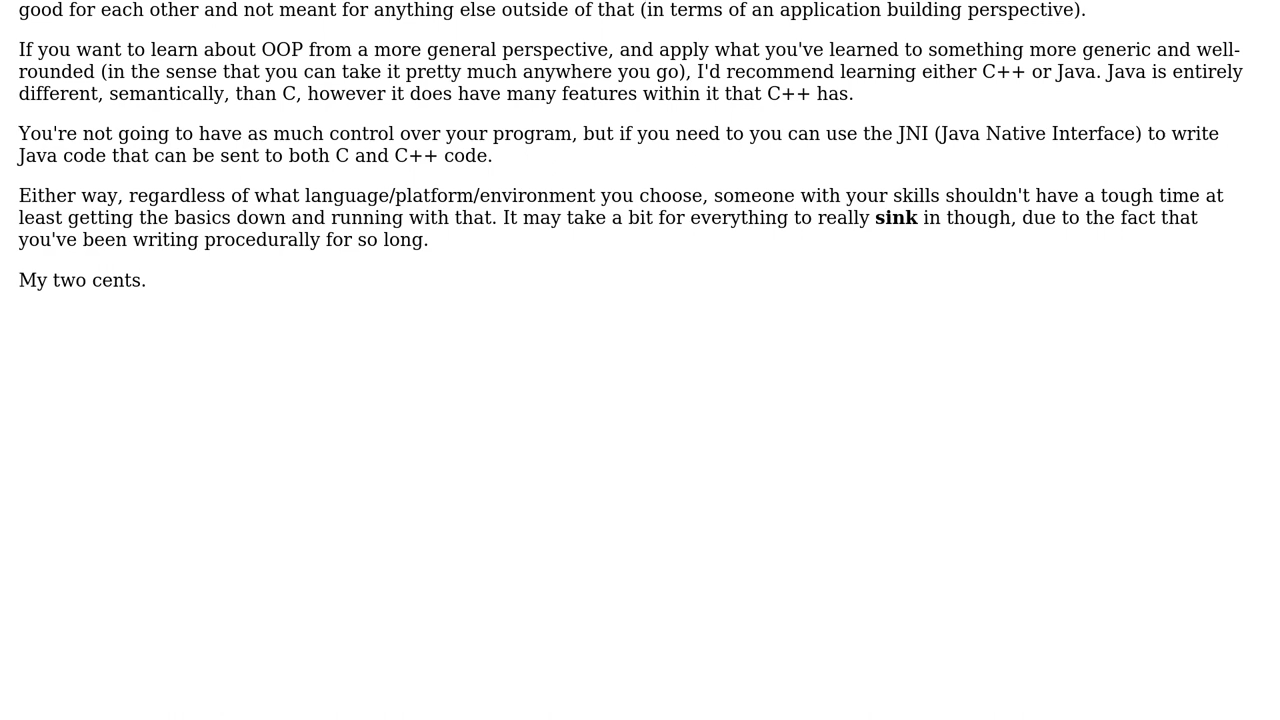 good for each other and not meant for anything else outside of that (in terms of an application building perspective).
If you want to learn about OOP from a more general perspective, and apply what you've learned to something more generic and well-
rounded (in the sense that you can take it pretty much anywhere you go), I'd recommend learning either C++ or Java. Java is entirely
different, semantically, than C, however it does have many features within it that C++ has.
You're not going to have as much control over your program, but if you need to you can use the JNI (Java Native Interface) to write
Java code that can be sent to both C and C++ code.
Either way, regardless of what language/platform/environment you choose, someone with your skills shouldn't have a tough time at
least getting the basics down and running with that. It may take a bit for everything to really sink in though, due to the fact that
you've been writing procedurally for so long.
My two cents.